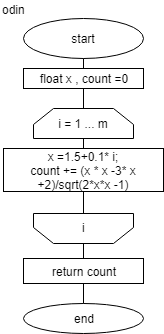 odin
start
float x , count =0
i = 1 ... m
x =1.5+0.1* i;
count += (x * x -3* x
+2)/sqrt(2*x*x -1)
i
return count
end